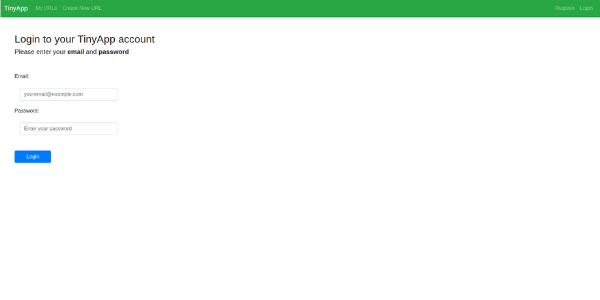 TinyApp My URLs Create New URL Register Login
Login to your TinyApp account
Please enter your email and password
Email:
youremail@example.com
Password:
Enter your password
Login